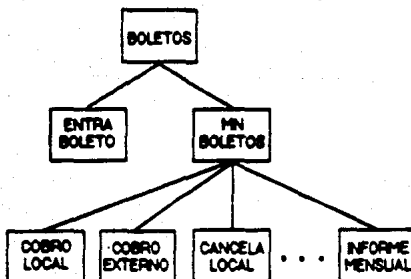 BOLETOS
ENTRA
BOLETO
MN
BOLETOS
COBRO
LOCAL
COBRO
EXTERNO
CANCELA
LOCAL
. . .
INFORME
MENSUAL